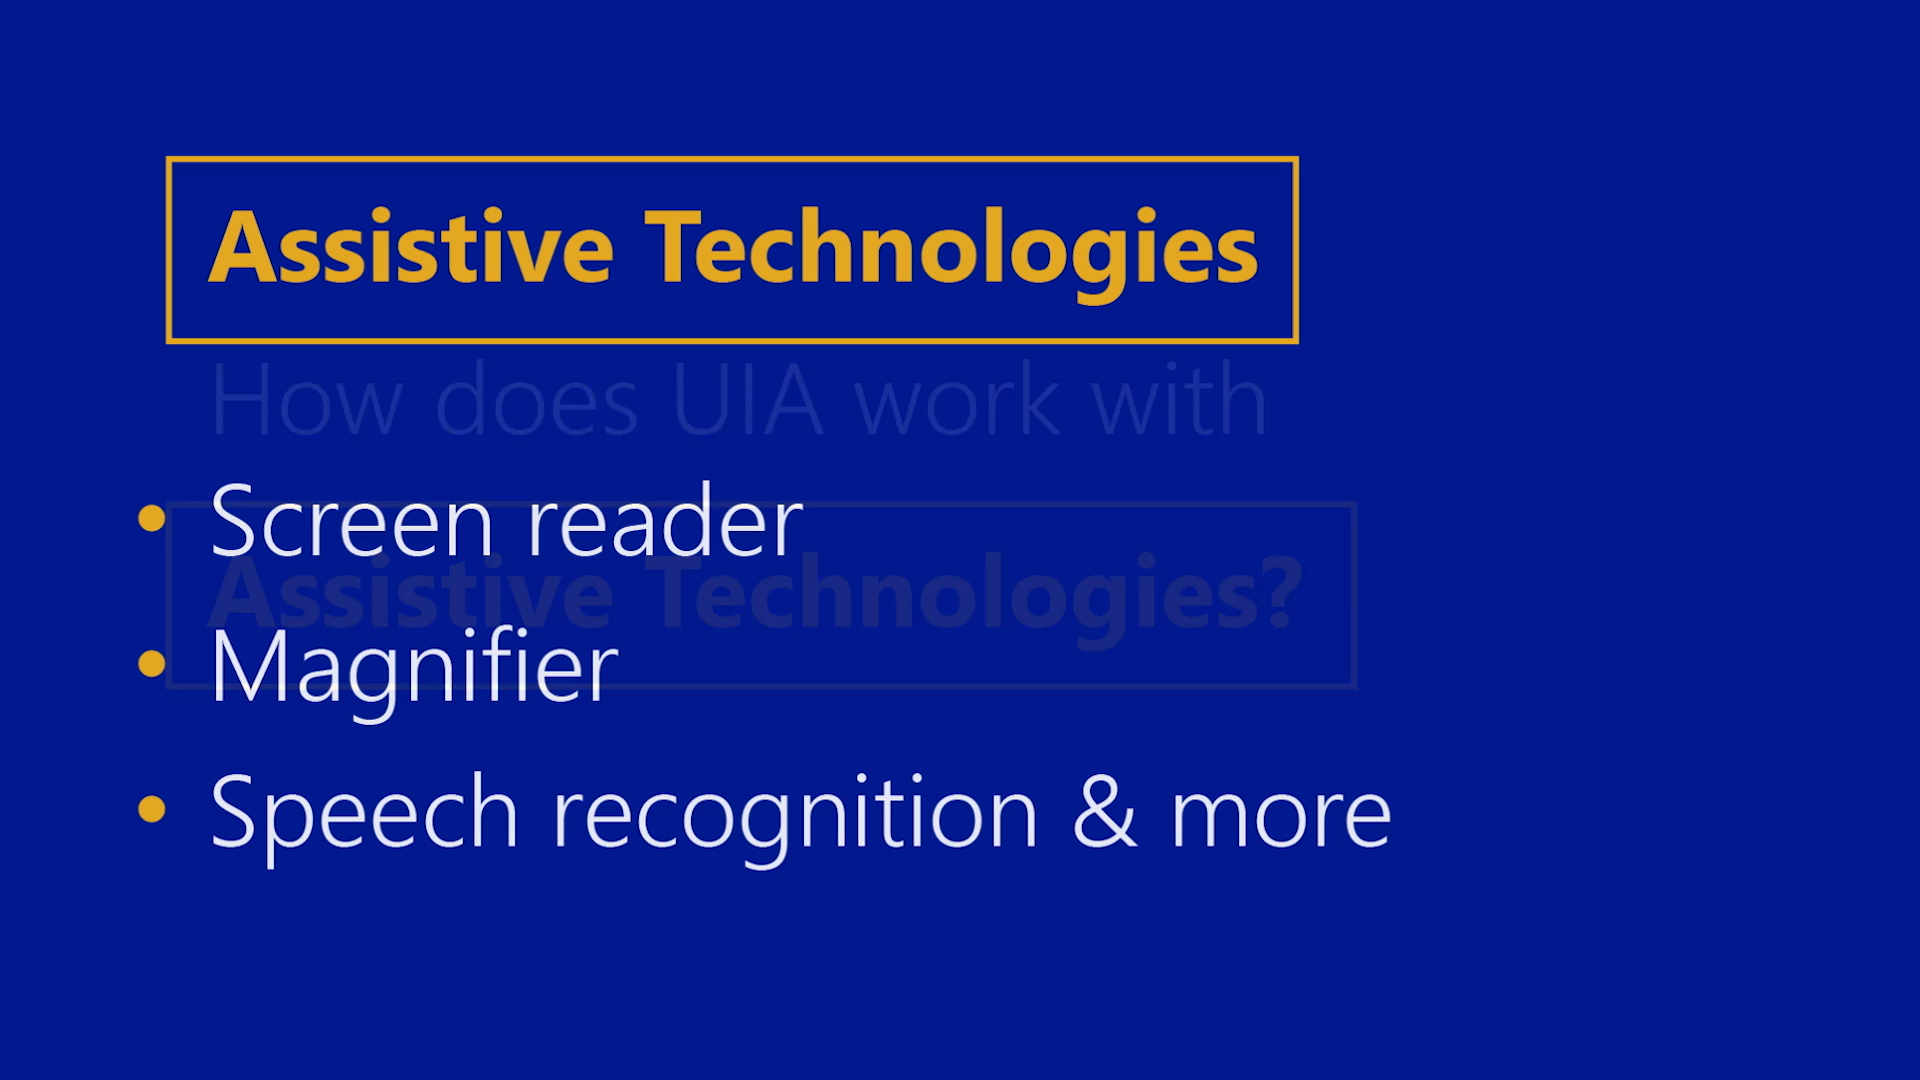 Assistive Technologies
How does UIA work with
• Screen reader
Assistive Technologies?
• Magnifier
• Speech recognition & more